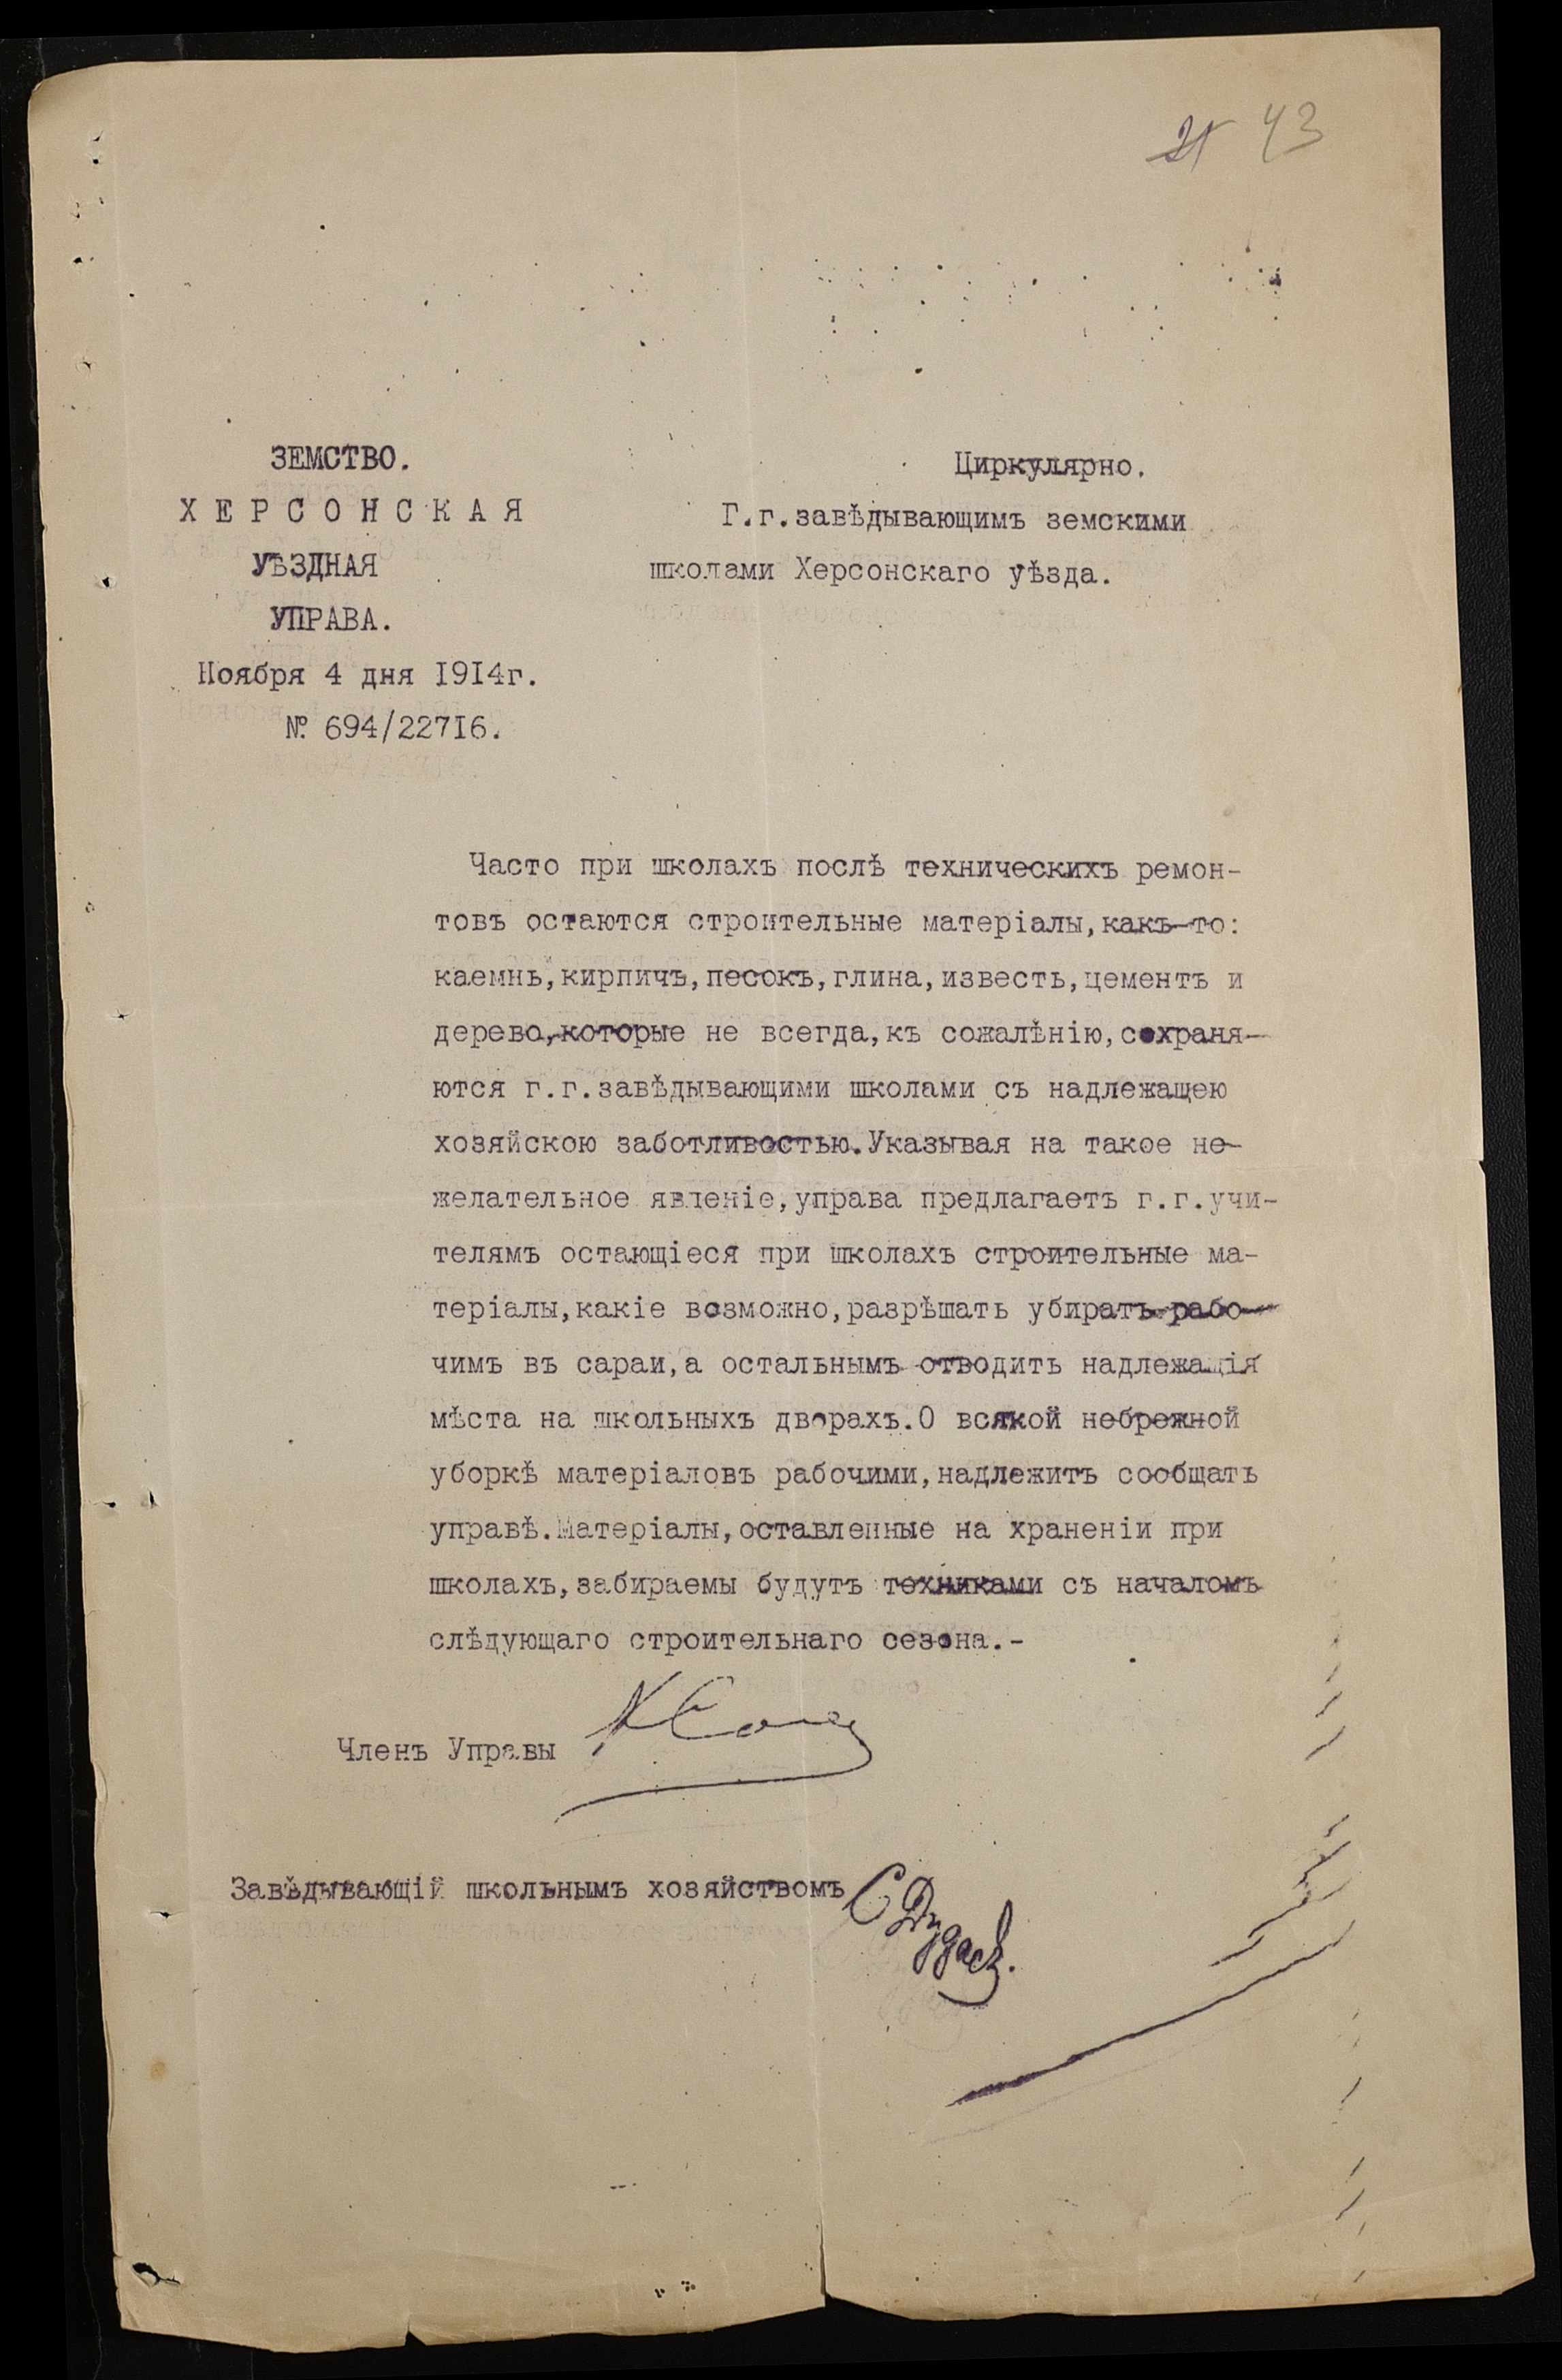 21 43
ЗЕМСТВО.
ХЕРСОНСКАЯ
УѢЗДНАЯ
УПРАВА.
Ноября 4 дня I9I4г.
№ 694/227I6.
Циркулярно.
Г.г.завѣдывающимъ земскими
школами Херсонскаго уѣзда.
Часто при школахъ послѣ техническихъ ремон-
товъ остаются строительные матеріалы,какъ-то:
каемнь,кирпичъ,песокъ,глина,известь,цементъ и
дерево,которые не всегда,къ сожалѣнію,сохраня-
ются г.г.завѣдывающими школами съ надлежащею
хозяйскою заботливостью.Указывая на такое не-
желательное явленіе,управа предлагаетъ г.г.учи-
телямъ остающіеся при школахъ строительные ма-
теріалы,какіе возможно,разрѣшать убирать рабо-
чимъ въ сараи,а остальнымъ отводить надлежащія
мѣста на школьныхъ дворахъ.О всякой небрежной
уборкѣ матеріаловъ рабочими,надлежитъ сообщать
управѣ.Матеріалы,оставленные на храненіи при
школахъ,забираемы будутъ техниками съ началомъ
слѣдующаго строительнаго сезона.-
Членъ Управы
Завѣдывающій школьнымъ хозяйствомъ